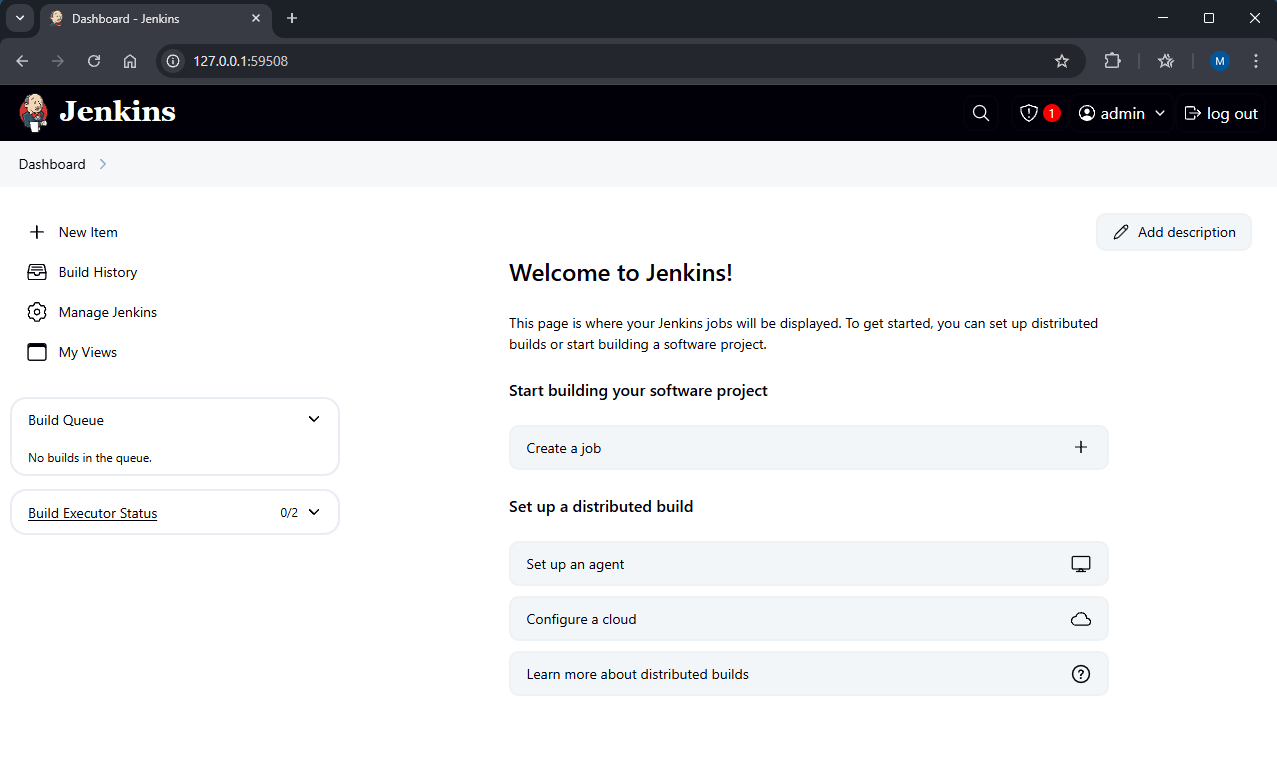 Dashboard - Jenkins
127.0.0.1:59508
M
Jenkins
1
admin
log out
Dashboard
New Item
Build History
Manage Jenkins
My Views
Build Queue
No builds in the queue.
Build Executor Status
0/2
Add description
Welcome to Jenkins!
This page is where your Jenkins jobs will be displayed. To get started, you can set up distributed
builds or start building a software project.
Start building your software project
Create a job
Set up a distributed build
Set up an agent
Configure a cloud
Learn more about distributed builds